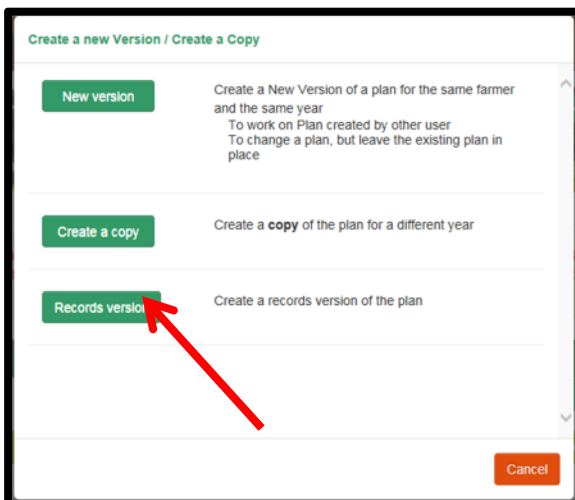 Create a new Version / Create a Copy
New version
Create a New Version of a plan for the same farmer
and the same year
To work on Plan created by other user
To change a plan, but leave the existing plan in
place
Create a copy
Create a copy of the plan for a different year
Records version
Create a records version of the plan
Cancel